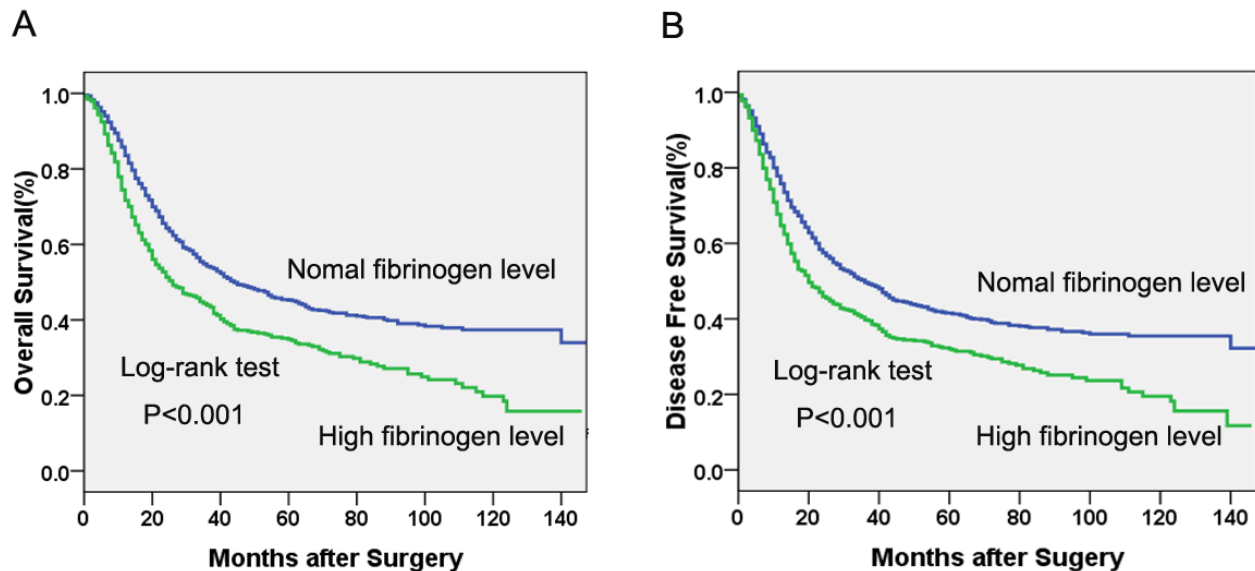 A
Overall Survival(%)
1.0
0.8
0.6
0.4
0.2
0.0
Nomal fibrinogen level
Log-rank test
P<0.001
High fibrinogen level
0 20 40 60 80 100 120 140
Months after Surgery
B
Disease Free Survival(%)
1.0
0.8
0.6
0.4
0.2
0.0
Nomal fibrinogen level
Log-rank test
P<0.001
High fibrinogen level
0 20 40 60 80 100 120 140
Months after Sugery